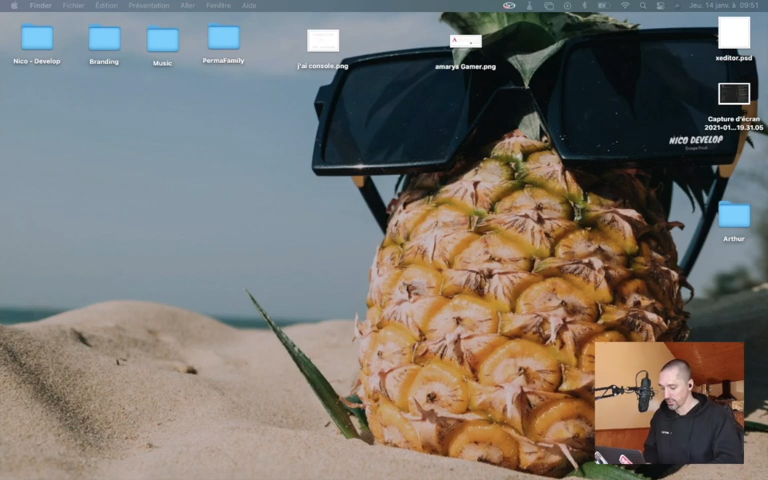 Finder Fichier Édition Présentation Aller Fenêtre Aide
Jeu. 14 janv. à 09:51
Nico - Develop
Branding
Music
PermaFamily
j'ai console.png
amarys Gamer.png
xeditor.psd
Capture d'écran
2021-01...19.31.05
NICO DEVELOP
Arthur